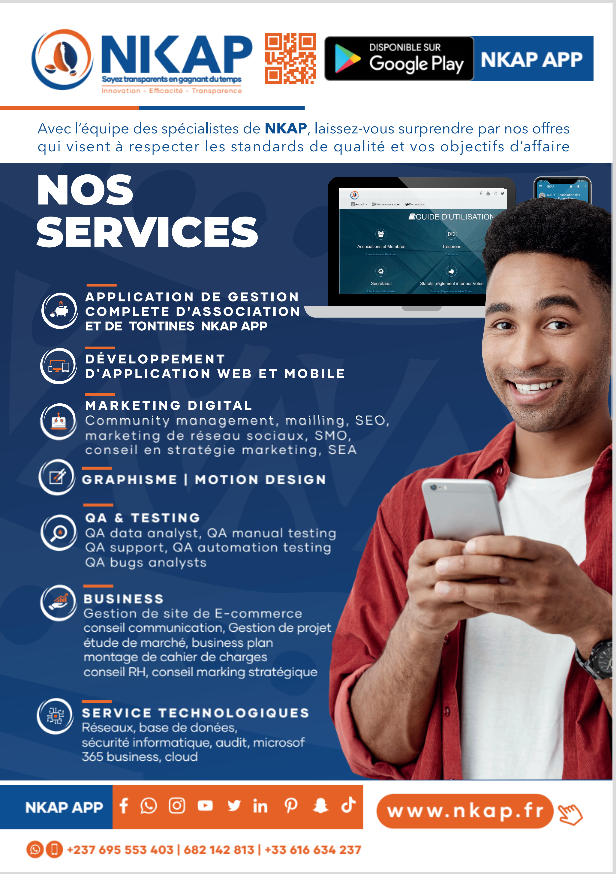 NKAP
Soyez transparents en gagnant du temps
Innovation - Efficacité - Transparence
DISPONIBLE SUR
Google Play
NKAP APP
Avec l'équipe des spécialistes de NKAP, laissez-vous surprendre par nos offres
qui visent à respecter les standards de qualité et vos objectifs d'affaire
NOS
SERVICES
GUIDE D'UTILISATION
Associations et Membres
APPLICATION DE GESTION
COMPLETE D'ASSOCIATION
ET DE TONTINES NKAP APP
DÉVELOPPEMENT
D'APPLICATION WEB ET MOBILE
MARKETING DIGITAL
Community management, mailling, SEO,
marketing de réseau sociaux, SMO,
conseil en stratégie marketing, SEA
GRAPHISME | MOTION DESIGN
QA & TESTING
QA data analyst, QA manual testing
QA support, QA automation testing
QA bugs analysts
BUSINESS
Gestion de site de E-commerce
conseil communication, Gestion de projet
étude de marché, business plan
montage de cahier de charges
conseil RH, conseil marking stratégique
SERVICE TECHNOLOGIQUES
Réseaux, base de donées,
sécurité informatique, audit, microsof
365 business, cloud
NKAP APP
www.nkap.fr
+237 695 553 403 | 682 142 813 | +33 616 634 237